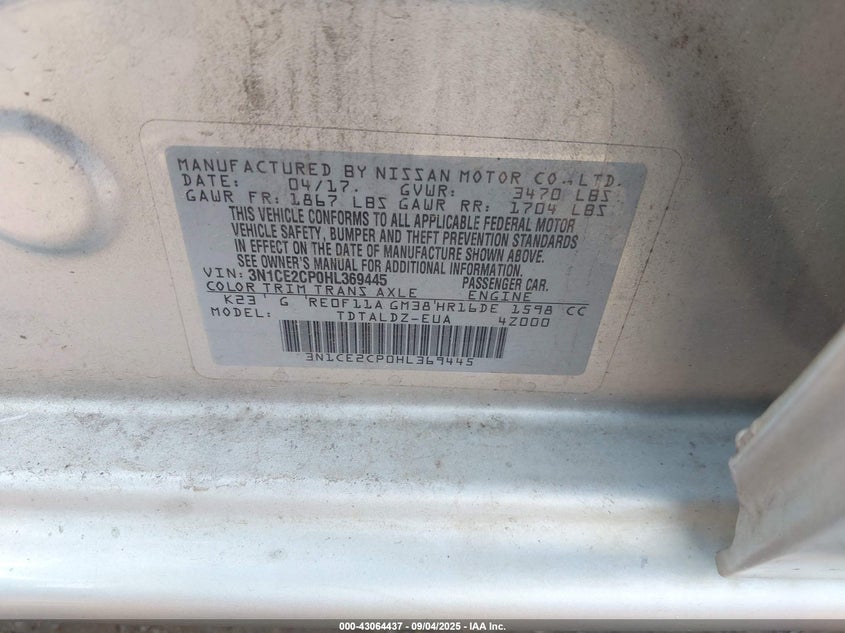 MANUFACTURED BY NISSAN MOTOR CO.,LTD.
DATE: 04/17. GVWR: 3470 LBS
GAWR FR: 1867 LBS GAWR RR: 1704 LBS
THIS VEHICLE CONFORMS TO ALL APPLICABLE FEDERAL MOTOR
VEHICLE SAFETY, BUMPER AND THEFT PREVENTION STANDARDS
IN EFFECT ON THE DATE OF MANUFACTURE SHOWN ABOVE.
SEE OWNER'S MANUAL FOR ADDITIONAL INFORMATION.
VIN: 3N1CE2CP0HL369445 PASSENGER CAR.
COLOR TRIM TRANS AXLE ENGINE
K23 G RE0F11A GM38 HR16DE 1598 CC
MODEL: TDTALDZ-EUA 4Z000
3N1CE2CP0HL369445
000-43064437 - 09/04/2025 - IAA Inc.